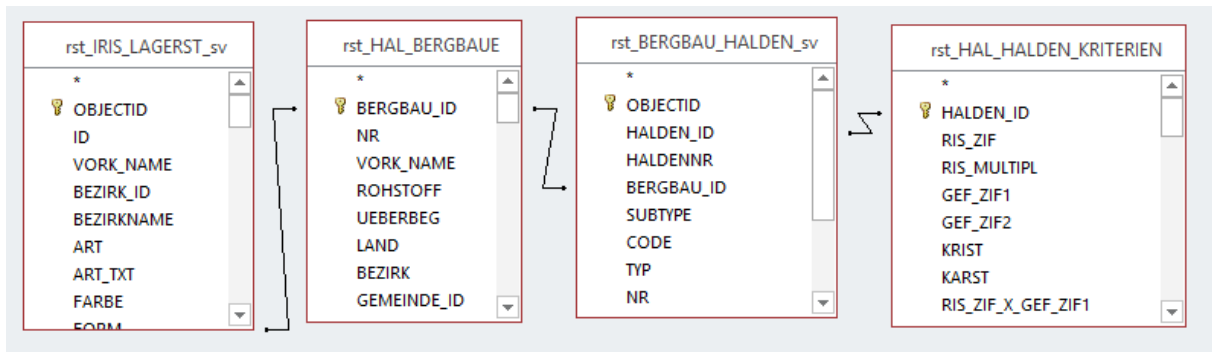 rst_IRIS_LAGERST_sv
*
OBJECTID
ID
VORK_NAME
BEZIRK_ID
BEZIRKNAME
ART
ART_TXT
FARBE
FORM
rst_HAL_BERGBAUE
*
BERGBAU_ID
NR
VORK_NAME
ROHSTOFF
UEBERBEG
LAND
BEZIRK
GEMEINDE_ID
rst_BERGBAU_HALDEN_sv
*
OBJECTID
HALDEN_ID
HALDENNR
BERGBAU_ID
SUBTYPE
CODE
TYP
NR
rst_HAL_HALDEN_KRITERIEN
*
HALDEN_ID
RIS_ZIF
RIS_MULTIPL
GEF_ZIF1
GEF_ZIF2
KRIST
KARST
RIS_ZIF_X_GEF_ZIF1